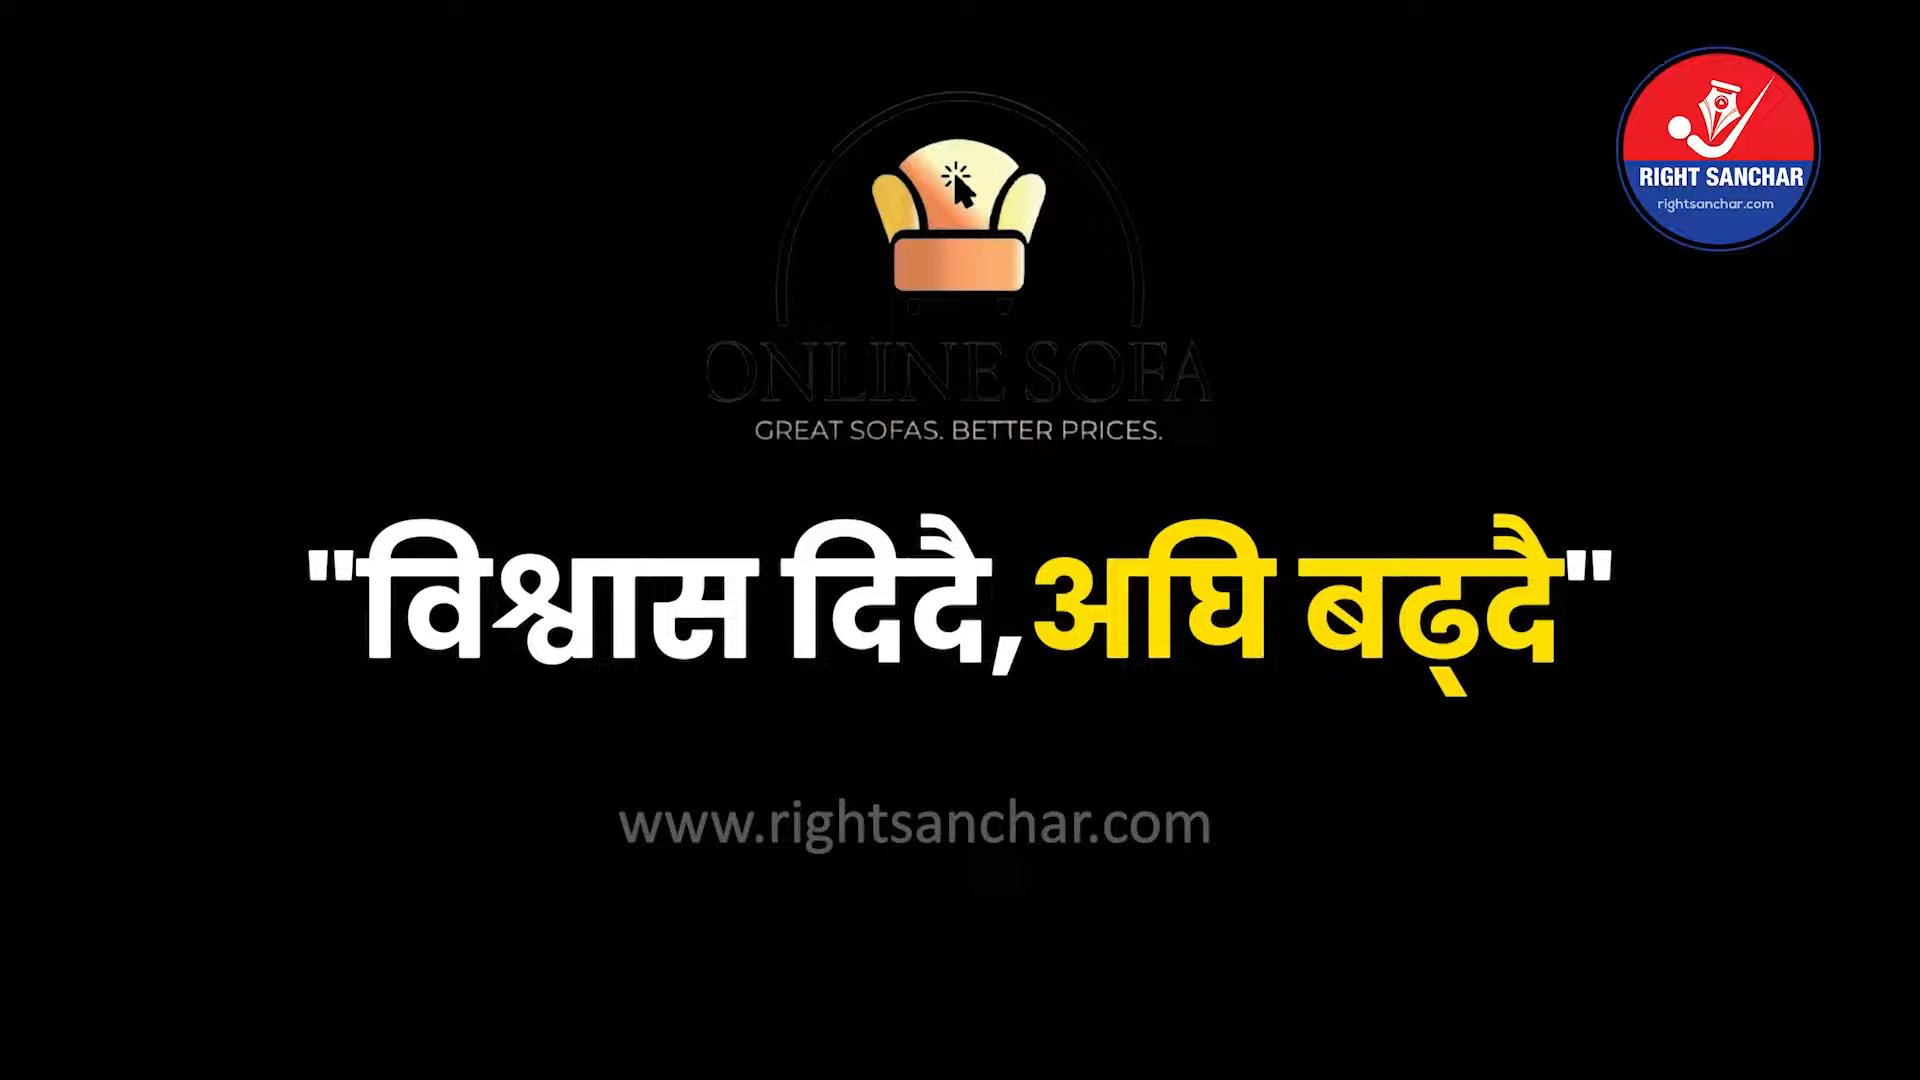 RIGHT SANCHAR
rightsanchar.com
ONLINE SOFA
GREAT SOFAS. BETTER PRICES.
"विश्वास दिदै,अघि बढ्दै"
www.rightsanchar.com